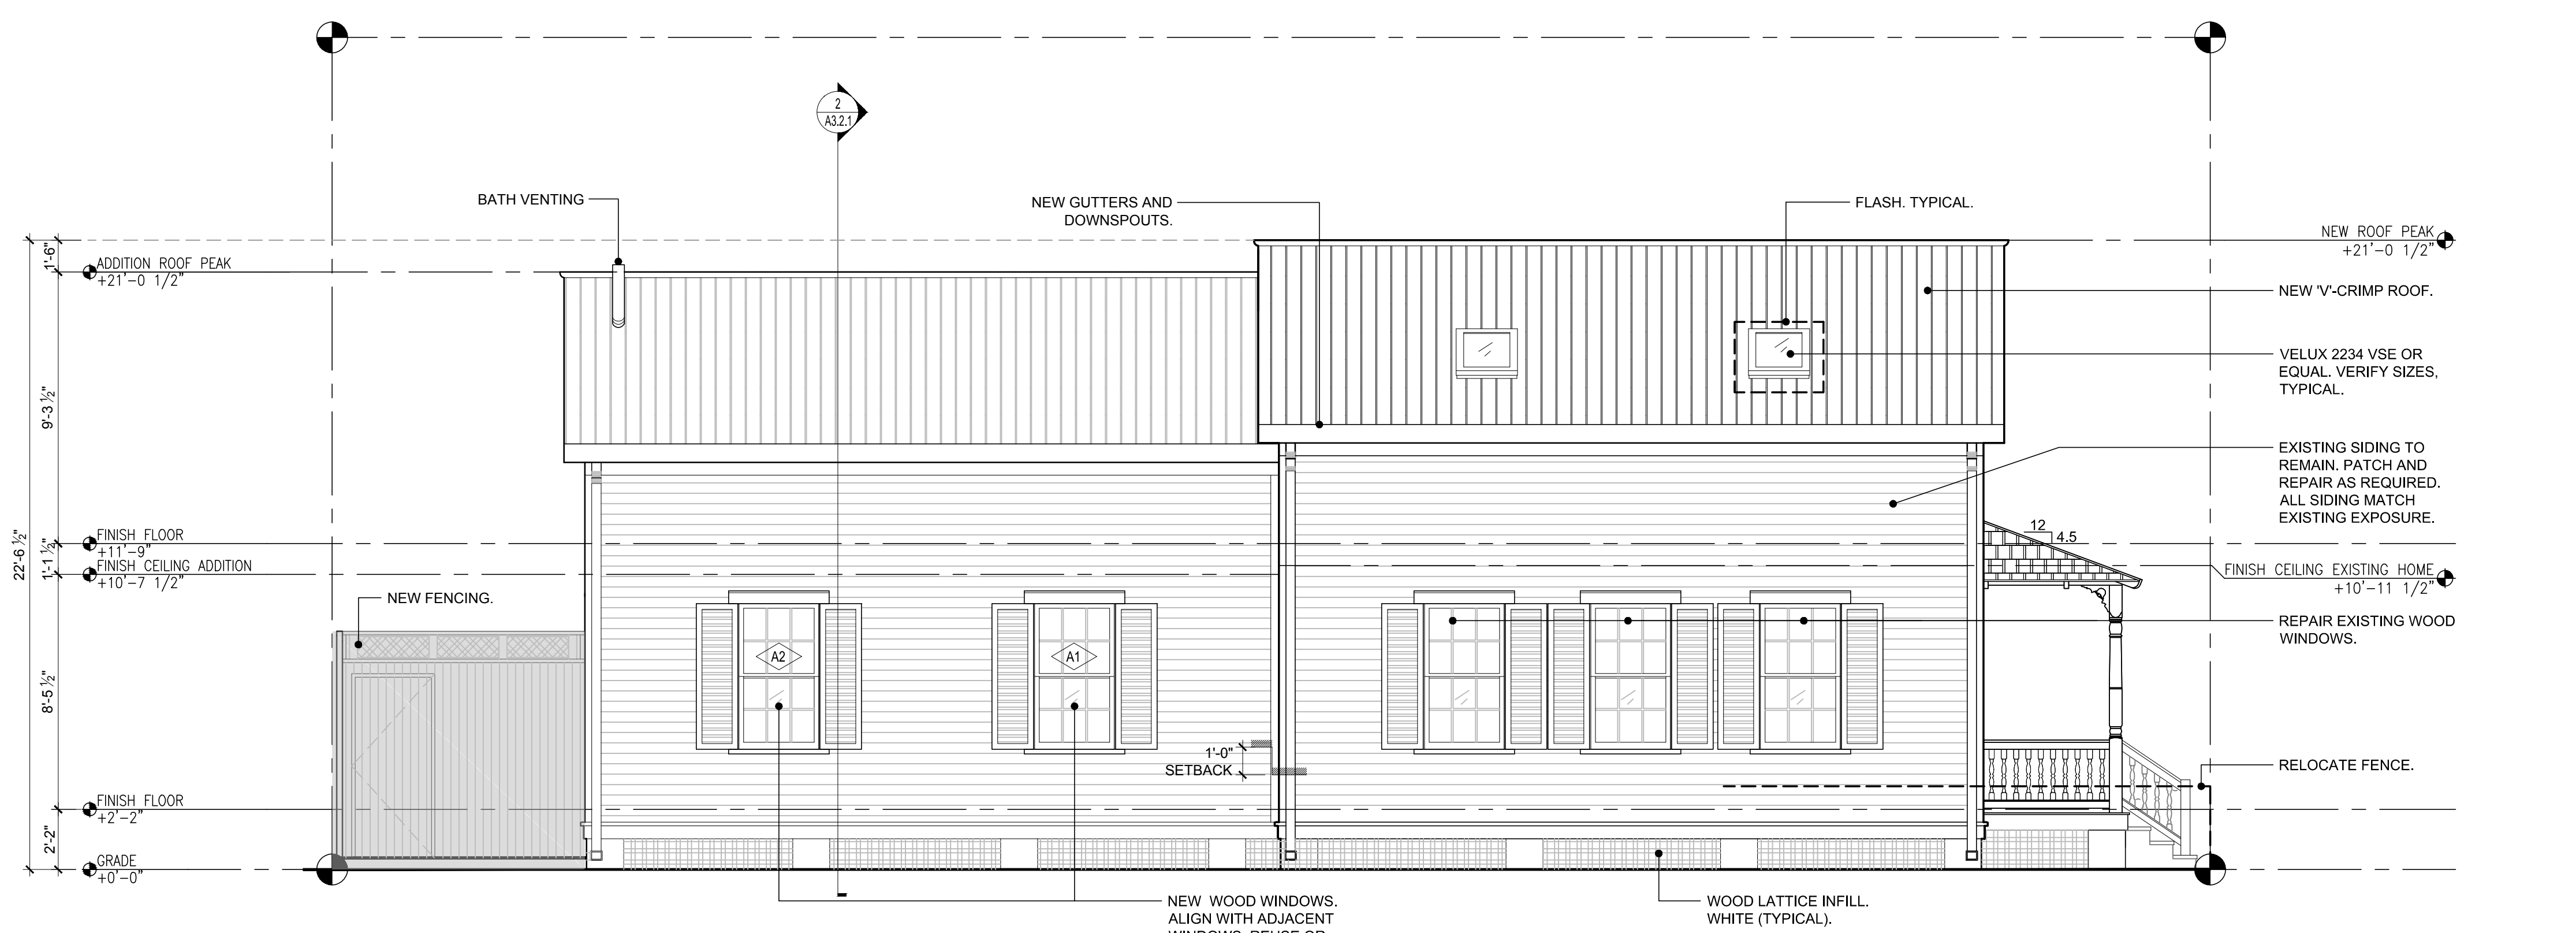 2
A3.2.1
BATH VENTING
NEW GUTTERS AND
DOWNSPOUTS.
FLASH. TYPICAL.
NEW ROOF PEAK
+21'-0 1/2"
1'-6"
ADDITION ROOF PEAK
+21'-0 1/2"
NEW 'V'-CRIMP ROOF.
VELUX 2234 VSE OR
EQUAL. VERIFY SIZES,
TYPICAL.
9'-3 1/2"
EXISTING SIDING TO
REMAIN. PATCH AND
REPAIR AS REQUIRED.
ALL SIDING MATCH
EXISTING EXPOSURE.
12
4.5
22'-6 1/2"
1'-1 1/2"
FINISH FLOOR
+11'-9"
FINISH CEILING ADDITION
+10'-7 1/2"
FINISH CEILING EXISTING HOME
+10'-11 1/2"
NEW FENCING.
REPAIR EXISTING WOOD
WINDOWS.
A2
A1
8'-5 1/2"
1'-0"
SETBACK
RELOCATE FENCE.
FINISH FLOOR
+2'-2"
2'-2"
GRADE
+0'-0"
NEW WOOD WINDOWS.
ALIGN WITH ADJACENT
WINDOWS. REUSE OR
WOOD LATTICE INFILL.
WHITE (TYPICAL).